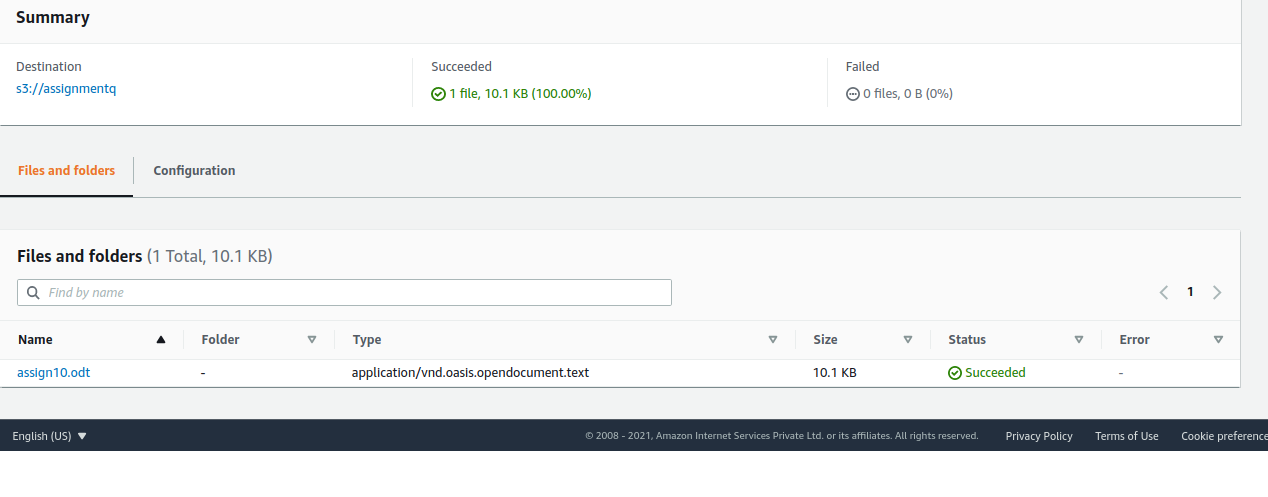 Summary
Destination Succeeded Failed
s3://assignmentq 1 file, 10.1 KB (100.00%) 0 files, 0 B (0%)
Files and folders Configuration
Files and folders (1 Total, 10.1 KB)
Find by name 1
Name Folder Type Size Status Error
assign10.odt - application/vnd.oasis.opendocument.text 10.1 KB Succeeded -
English (US) © 2008 - 2021, Amazon Internet Services Private Ltd. or its affiliates. All rights reserved. Privacy Policy Terms of Use Cookie preference